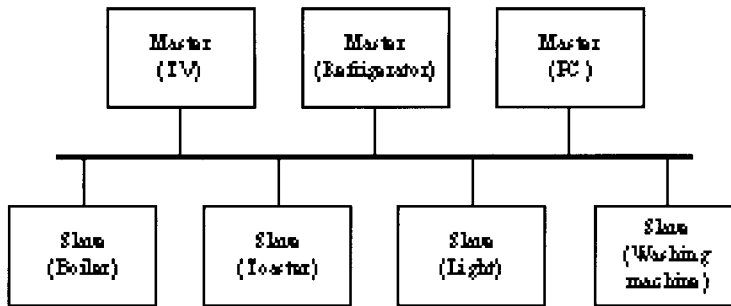 Master
(TV)
Master
(Refrigerator)
Master
(PC)
Slave
(Boiler)
Slave
(Toaster)
Slave
(Light)
Slave
(Washing
machine)